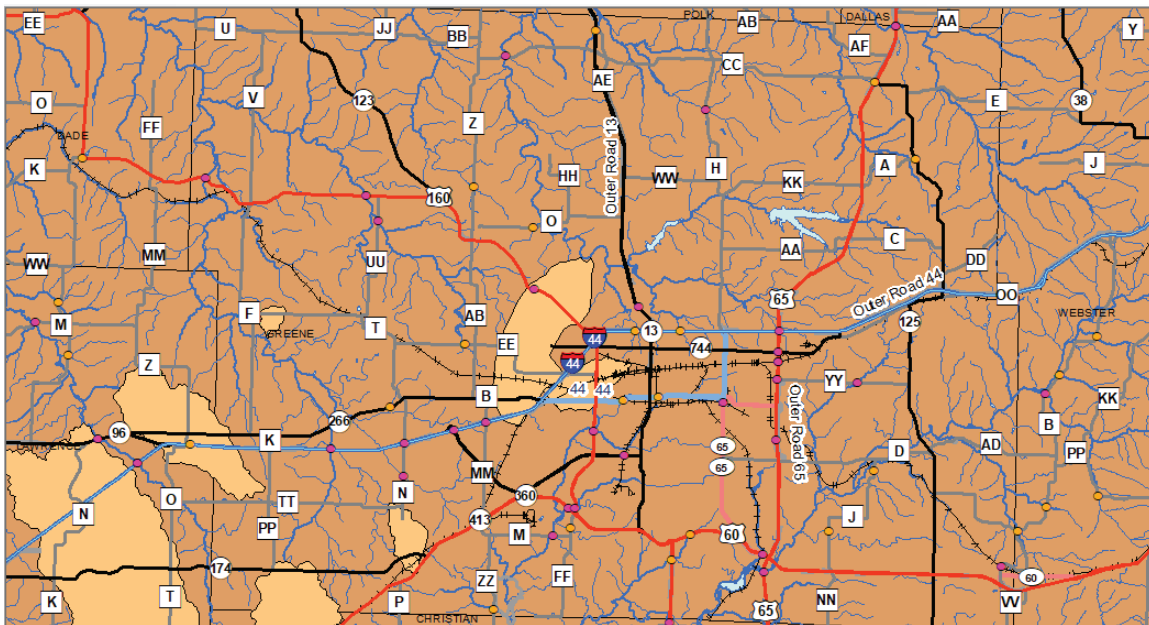 EE
U
JJ
BB
POLK
AB
DALLAS
AA
Y
AF
CC
AE
O
V
123
Z
E
38
FF
DADE
Outer Road 13
K
HH
WW
H
KK
A
J
160
O
C
AA
MM
UU
DD
WW
65
Outer Road 44
OO
F
T
AB
M
GREENE
13
125
WEBSTER
44
744
EE
Z
44
44
44
YY
B
KK
Outer Road 65
B
266
96
K
65
D
AD
PP
65
MM
N
360
O
TT
N
413
J
PP
M
60
174
FF
60
ZZ
K
T
P
NN
VV
CHRISTIAN
65